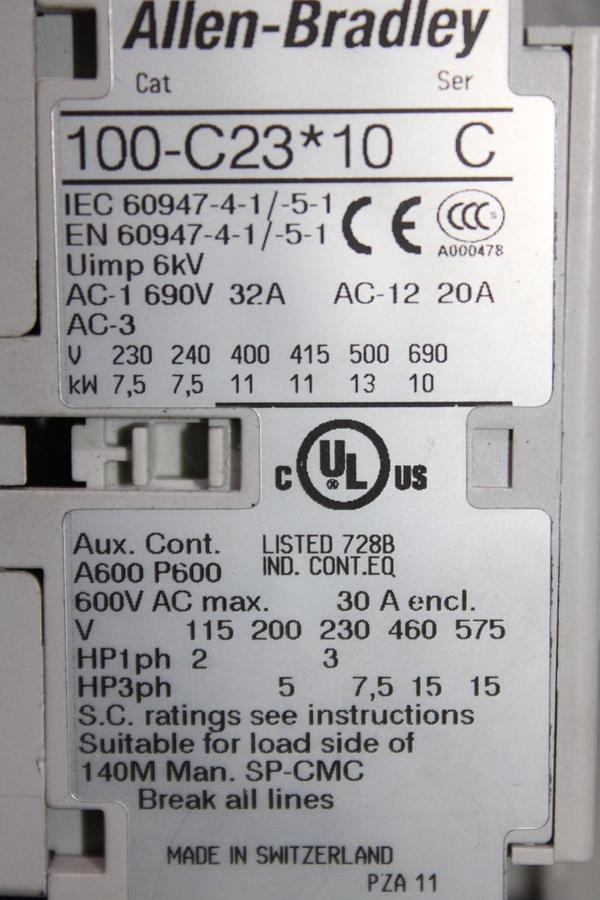 Allen-Bradley
Cat Ser
100-C23*10 C
IEC 60947-4-1/-5-1
EN 60947-4-1/-5-1
CE
CCC S
A000478
Uimp 6kV
AC-1 690V 32A AC-12 20A
AC-3
V 230 240 400 415 500 690
kW 7,5 7,5 11 11 13 10
C UL ® US
Aux. Cont. LISTED 728B
A600 P600 IND. CONT.EQ
600V AC max. 30 A encl.
V 115 200 230 460 575
HP1ph 2 3
HP3ph 5 7,5 15 15
S.C. ratings see instructions
Suitable for load side of
140M Man. SP-CMC
Break all lines
MADE IN SWITZERLAND
PZA 11